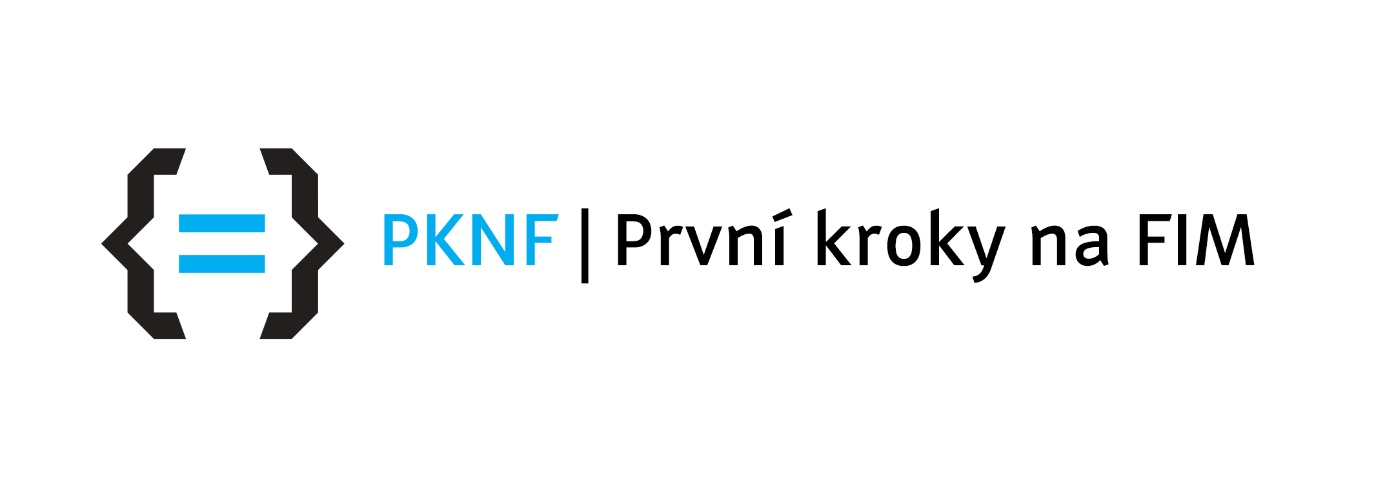 {=} PKNF | První kroky na FIM